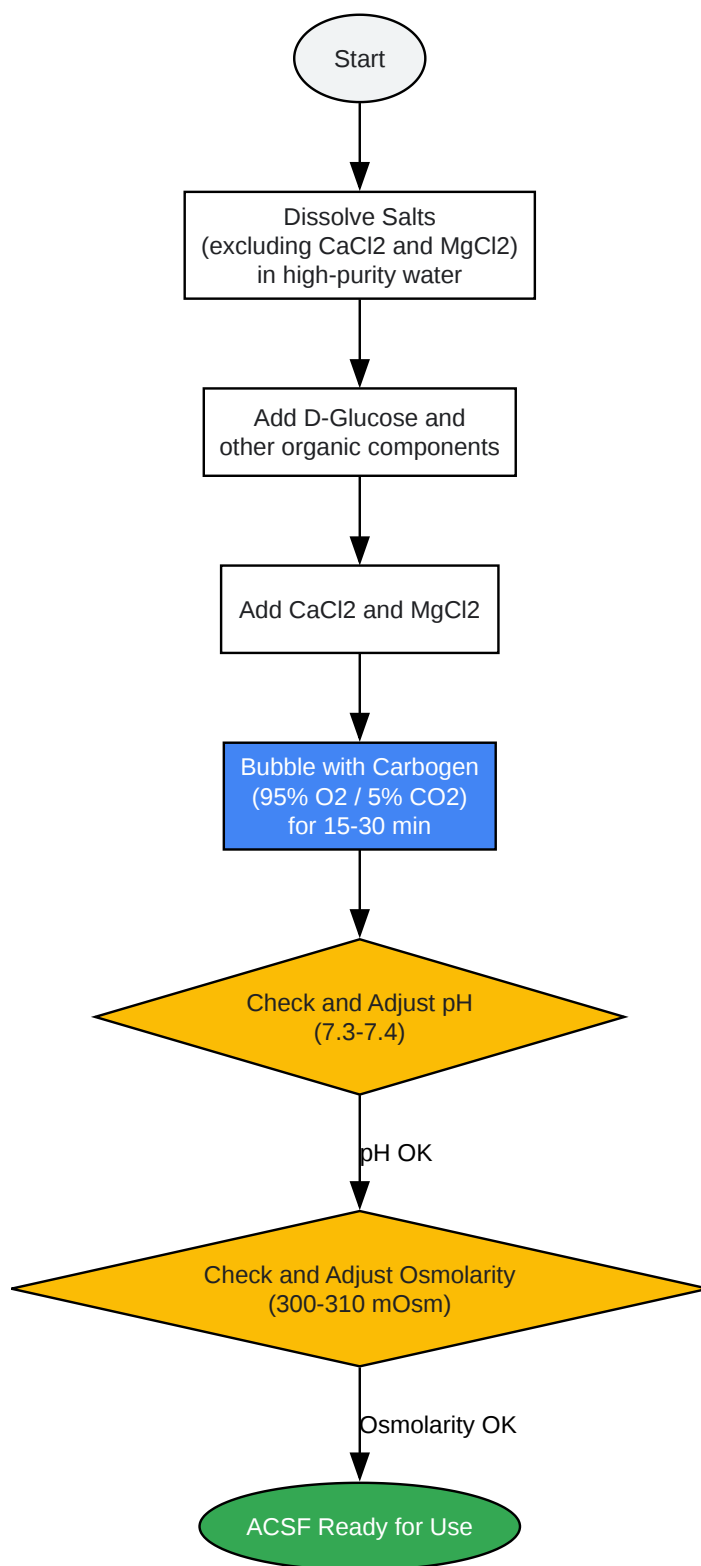 Start
Dissolve Salts
(excluding CaCl2 and MgCl2)
in high-purity water
Add D-Glucose and
other organic components
Add CaCl2 and MgCl2
Bubble with Carbogen
(95% O2 / 5% CO2)
for 15-30 min
Check and Adjust pH
(7.3-7.4)
pH OK
Check and Adjust Osmolarity
(300-310 mOsm)
Osmolarity OK
ACSF Ready for Use